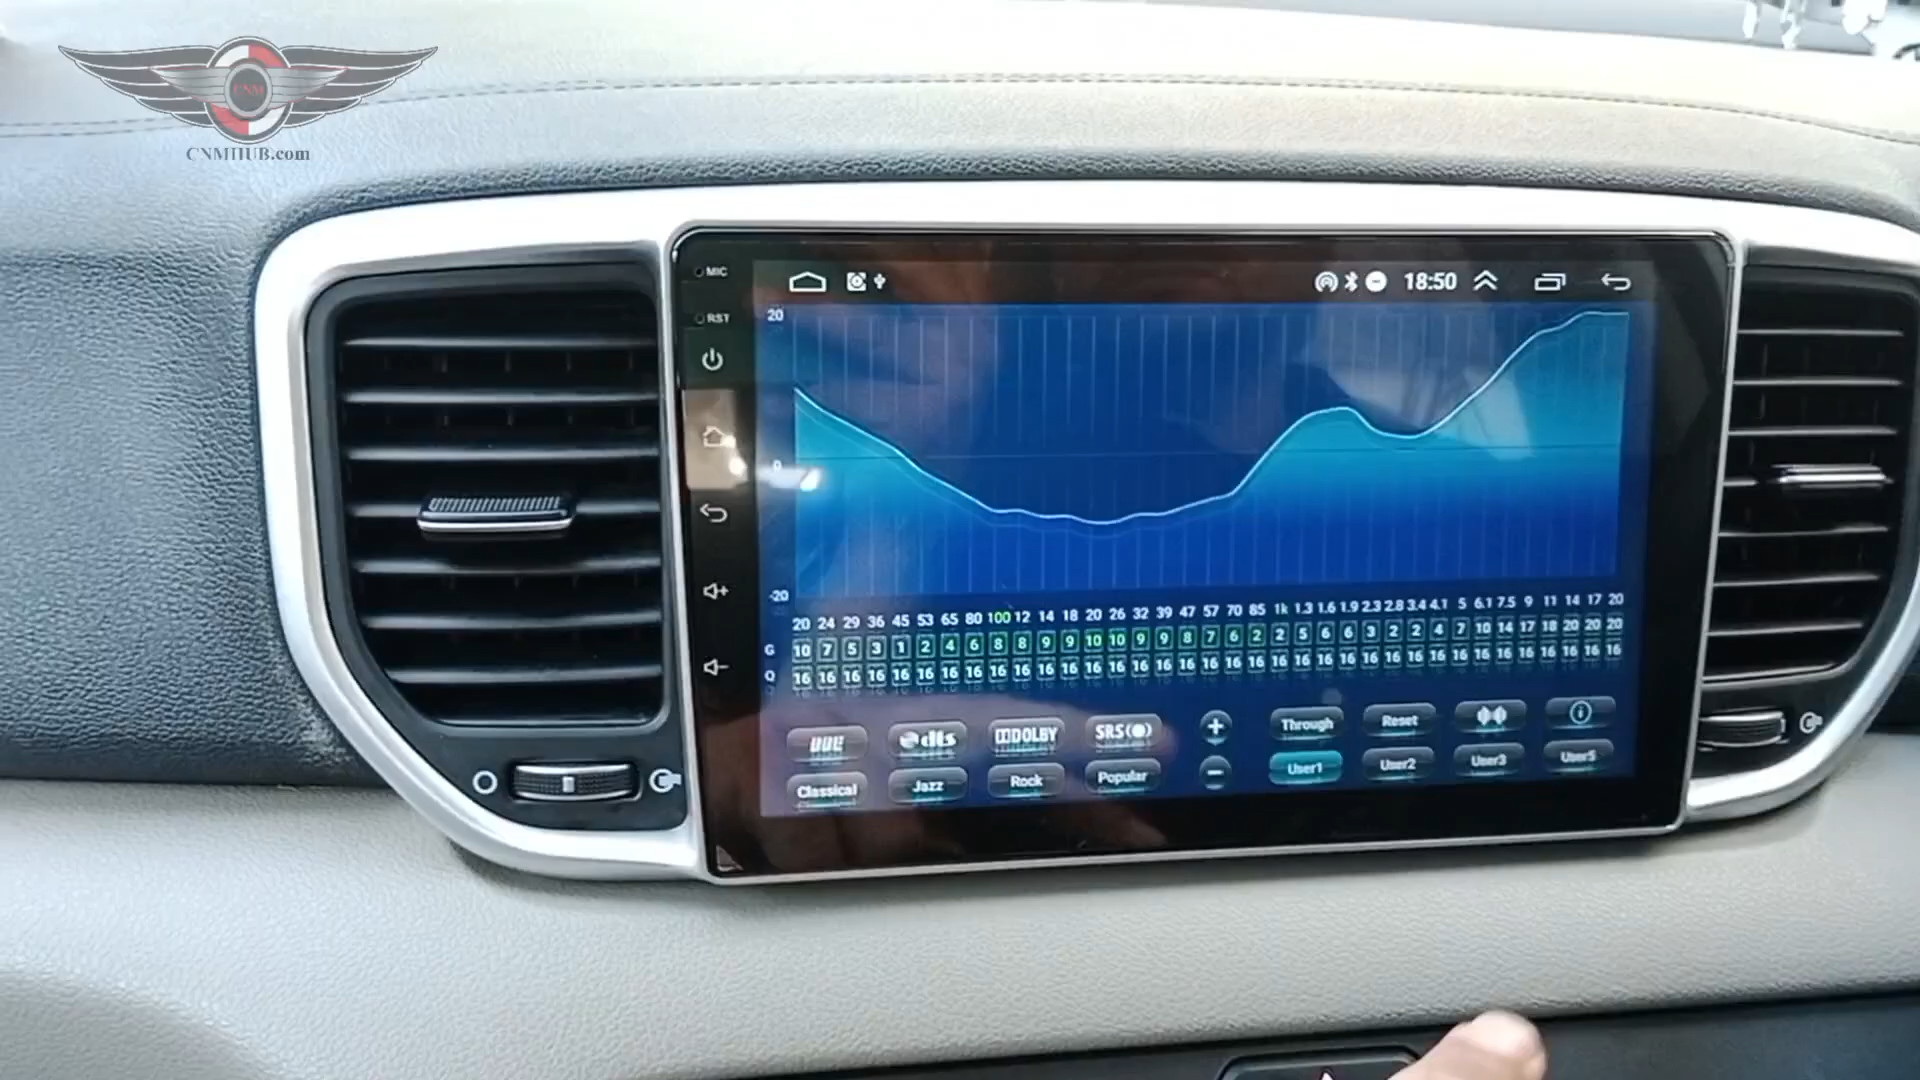 CNM
CNMHUB.com
MIC
RST
18:50
20
0
-20
20 24 29 36 45 53 65 80 100 12 14 18 20 26 32 39 47 57 70 85 1k 1.3 1.6 1.9 2.3 2.8 3.4 4.1 5 6.1 7.5 9 11 14 17 20
G 10 7 5 3 1 2 4 6 8 8 9 9 10 10 9 9 8 7 6 2 2 5 6 6 3 2 2 4 7 10 14 17 18 20 20 20
Q 16 16 16 16 16 16 16 16 16 16 16 16 16 16 16 16 16 16 16 16 16 16 16 16 16 16 16 16 16 16 16 16 16 16 16 16
BBE dts DOLBY SRS Through Reset
Classical Jazz Rock Popular User1 User2 User3 User5